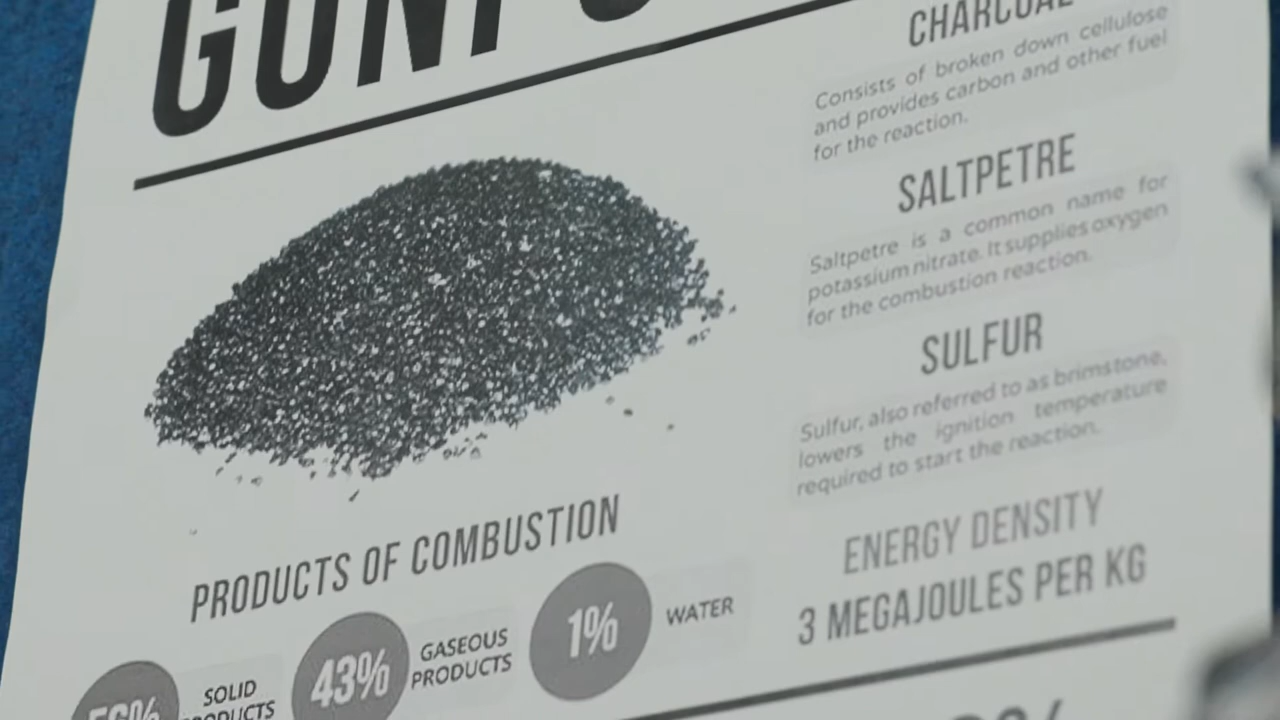 CHARCOAL
Consists of broken down cellulose
and provides carbon and other fuel
for the reaction.
SALTPETRE
Saltpetre is a common name for
potassium nitrate. It supplies oxygen
for the combustion reaction.
SULFUR
Sulfur, also referred to as brimstone,
lowers the ignition temperature
required to start the reaction.
ENERGY DENSITY
3 MEGAJOULES PER KG
PRODUCTS OF COMBUSTION
56% SOLID
PRODUCTS
43% GASEOUS
PRODUCTS
1% WATER